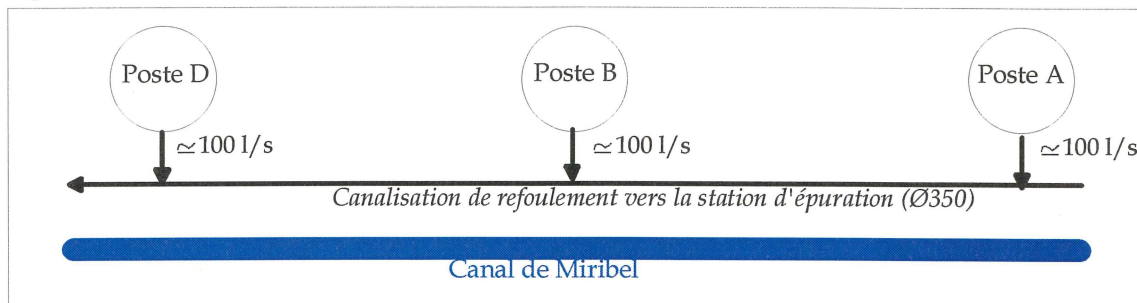 Poste D
Poste B
Poste A
≃100 l/s
≃100 l/s
≃100 l/s
Canalisation de refoulement vers la station d'épuration (Ø350)
Canal de Miribel